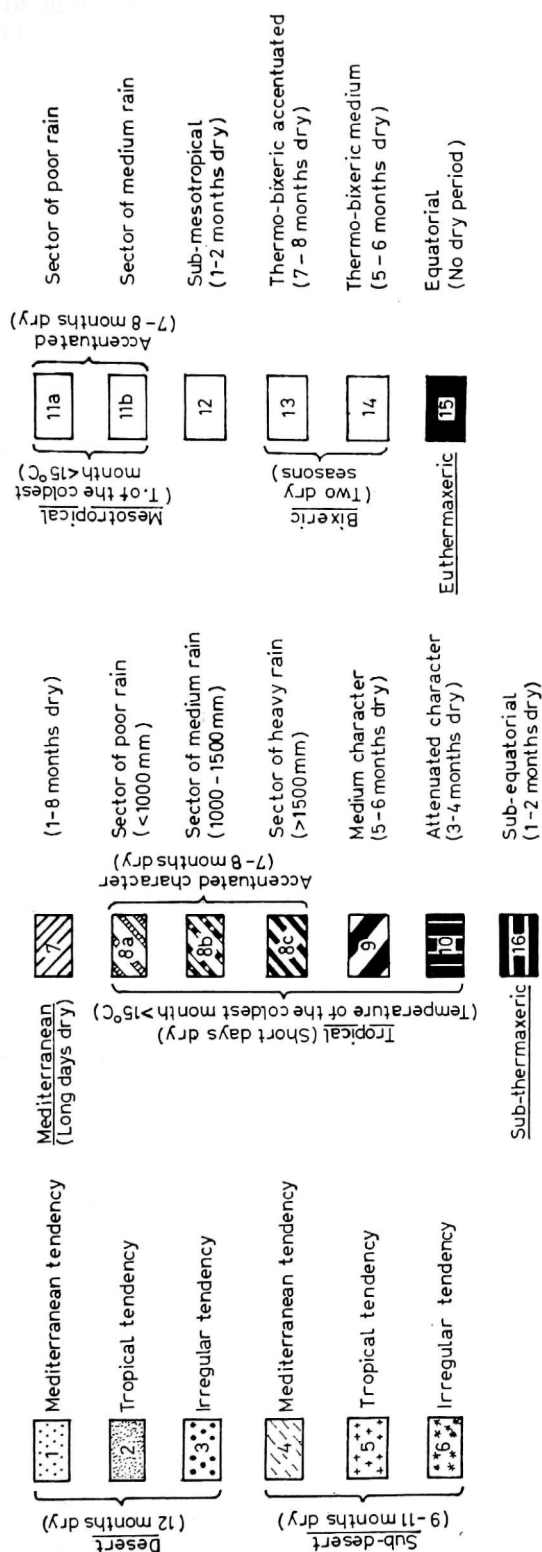 Desert
(12 months dry)
1 Mediterranean tendency
2 Tropical tendency
3 Irregular tendency
Sub-desert
(9-11 months dry)
4 Mediterranean tendency
5 Tropical tendency
6 Irregular tendency
Mediterranean
(Long days dry)
7 (1-8 months dry)
Tropical (Short days dry)
(Temperature of the coldest month >15°C)
Accentuated character
(7-8 months dry)
8a Sector of poor rain
(<1000 mm)
8b Sector of medium rain
(1000 - 1500 mm)
8c Sector of heavy rain
(>1500mm)
9 Medium character
(5-6 months dry)
10 Attenuated character
(3-4 months dry)
Sub-thermaxeric
16 Sub-equatorial
(1-2 months dry)
Mesotropical
(T. of the coldest
month <15°C)
Accentuated
(7-8 months dry)
11a Sector of poor rain
11b Sector of medium rain
12 Sub-mesotropical
(1-2 months dry)
Bixeric
(Two dry
seasons)
13 Thermo-bixeric accentuated
(7-8 months dry)
14 Thermo-bixeric medium
(5-6 months dry)
Euthermaxeric
15 Equatorial
(No dry period)